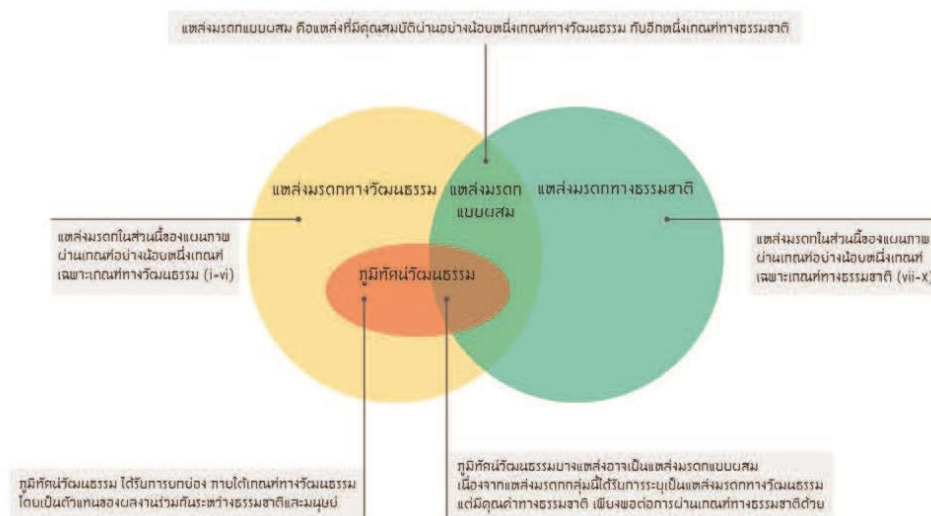 แหล่งมรดกแบบผสม คือแหล่งที่มีคุณสมบัติผ่านอย่างน้อยหนึ่งเกณฑ์ทางวัฒนธรรม กับอีกหนึ่งเกณฑ์ทางธรรมชาติ
แหล่งมรดกทางวัฒนธรรม
แหล่งมรดก
แบบผสม
แหล่งมรดกทางธรรมชาติ
แหล่งมรดกในส่วนนี้ของแผนภาพ
ผ่านเกณฑ์อย่างน้อยหนึ่งเกณฑ์
เฉพาะเกณฑ์ทางวัฒนธรรม (i-vi)
แหล่งมรดกในส่วนนี้ของแผนภาพ
ผ่านเกณฑ์อย่างน้อยหนึ่งเกณฑ์
เฉพาะเกณฑ์ทางธรรมชาติ (vii-x)
ภูมิทัศน์วัฒนธรรม
ภูมิทัศน์วัฒนธรรม ได้รับการยกย่อง ภายใต้เกณฑ์ทางวัฒนธรรม
โดยเป็นตัวแทนของผลงานร่วมกันระหว่างธรรมชาติและมนุษย์
ภูมิทัศน์วัฒนธรรมบางแหล่งอาจเป็นแหล่งมรดกแบบผสม
เนื่องจากแหล่งมรดกกลุ่มนี้ได้รับการระบุเป็นแหล่งมรดกทางวัฒนธรรม
แต่มีคุณค่าทางธรรมชาติ เพียงพอต่อการผ่านเกณฑ์ทางธรรมชาติด้วย